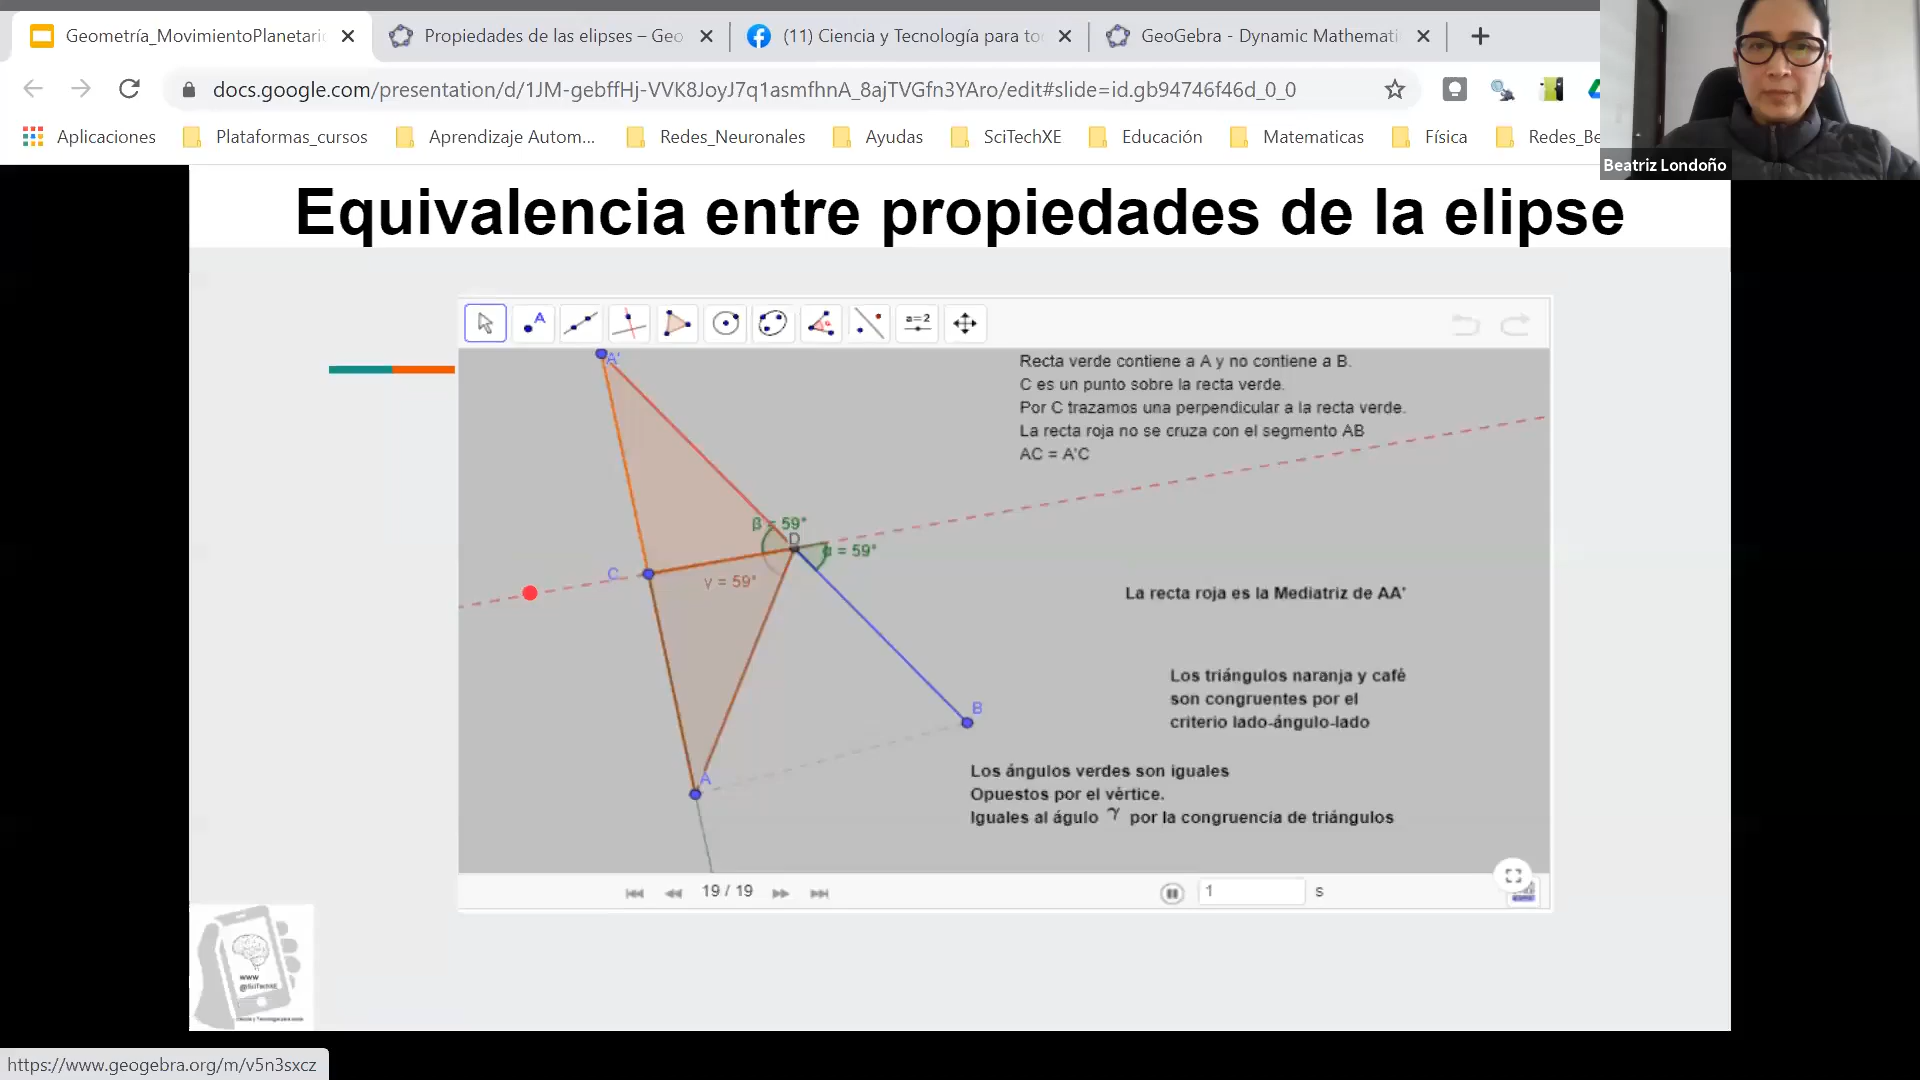 Geometría_MovimientoPlanetari
Propiedades de las elipses – Geo
(11) Ciencia y Tecnología para to
GeoGebra - Dynamic Mathemati
docs.google.com/presentation/d/1JM-gebffHj-VVK8JoyJ7q1asmfhnA_8ajTVGfn3YAro/edit#slide=id.gb94746f46d_0_0
Aplicaciones
Plataformas_cursos
Aprendizaje Autom...
Redes_Neuronales
Ayudas
SciTechXE
Educación
Matematicas
Física
Redes_Be
Beatriz Londoño
Equivalencia entre propiedades de la elipse
A
a=2
A'
Recta verde contiene a A y no contiene a B.
C es un punto sobre la recta verde.
Por C trazamos una perpendicular a la recta verde.
La recta roja no se cruza con el segmento AB
AC = A'C
β = 59°
D
α = 59°
C
γ = 59°
La recta roja es la Mediatriz de AA'
Los triángulos naranja y café
son congruentes por el
criterio lado-ángulo-lado
B
A
Los ángulos verdes son iguales
Opuestos por el vértice.
Iguales al águlo γ por la congruencia de triángulos
19 / 19
1
s
www
@SciTechXE
https://www.geogebra.org/m/v5n3sxcz